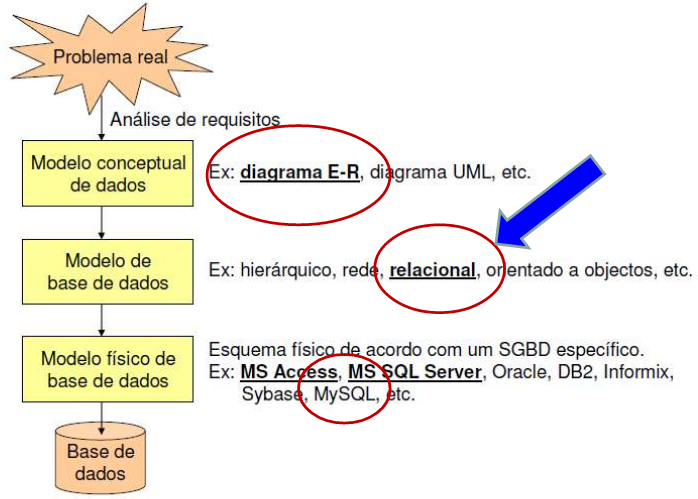 Problema real
Análise de requisitos
Modelo conceptual
de dados
Ex: diagrama E-R, diagrama UML, etc.
Modelo de
base de dados
Ex: hierárquico, rede, relacional, orientado a objectos, etc.
Modelo físico de
base de dados
Esquema físico de acordo com um SGBD específico.
Ex: MS Access, MS SQL Server, Oracle, DB2, Informix,
Sybase, MySQL, etc.
Base de
dados